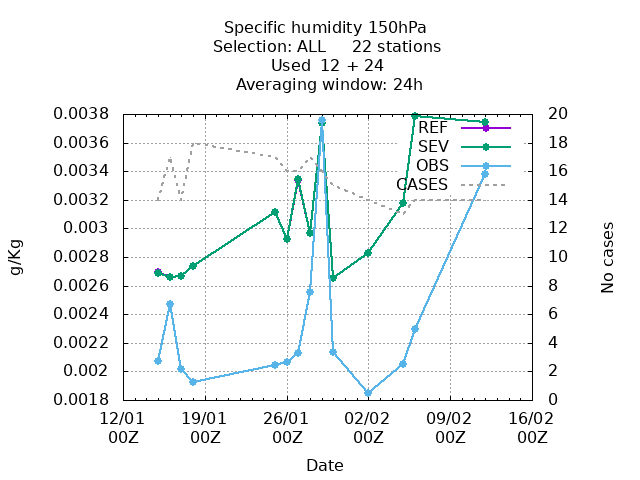 Specific humidity 150hPa
Selection: ALL 22 stations
Used 12 + 24
Averaging window: 24h
0.0038
0.0036
0.0034
0.0032
0.003
0.0028
0.0026
0.0024
0.0022
0.002
0.0018
g/Kg
20
18
16
14
12
10
8
6
4
2
0
No cases
REF
SEV
OBS
CASES
12/01 19/01 26/01 02/02 09/02 16/02
00Z 00Z 00Z 00Z 00Z 00Z
Date